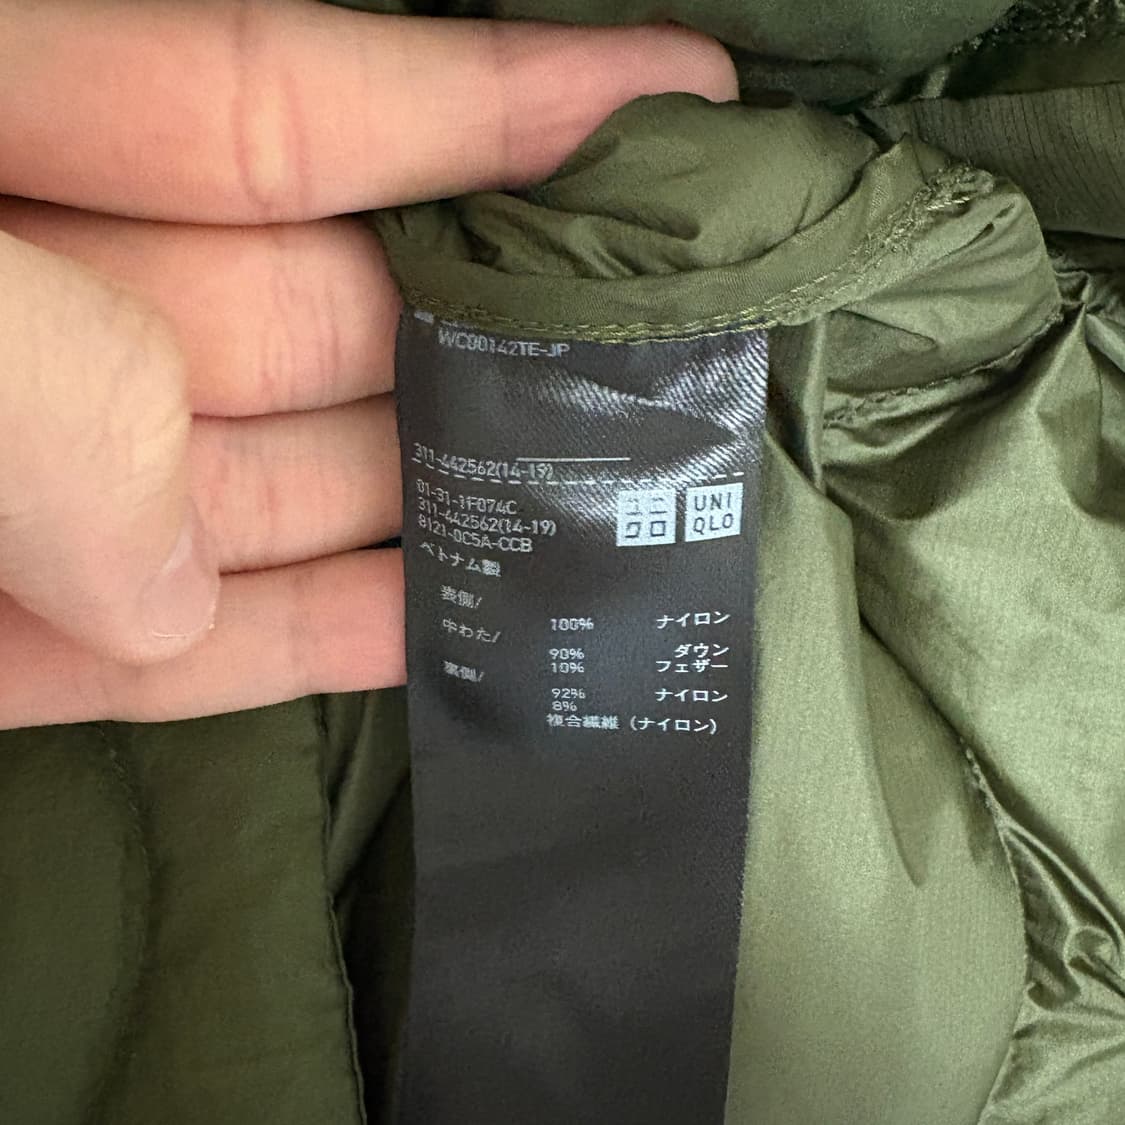 WC00142TE-JP
311-442562(14-19)
01-31-1F074C
311-442562(14-19)
8121-0C5A-CCB
ユニクロ
UNIQLO
ベトナム製
表側/
100% ナイロン
中わた/
90% ダウン
10% フェザー
裏側/
92% ナイロン
8%
複合繊維 (ナイロン)